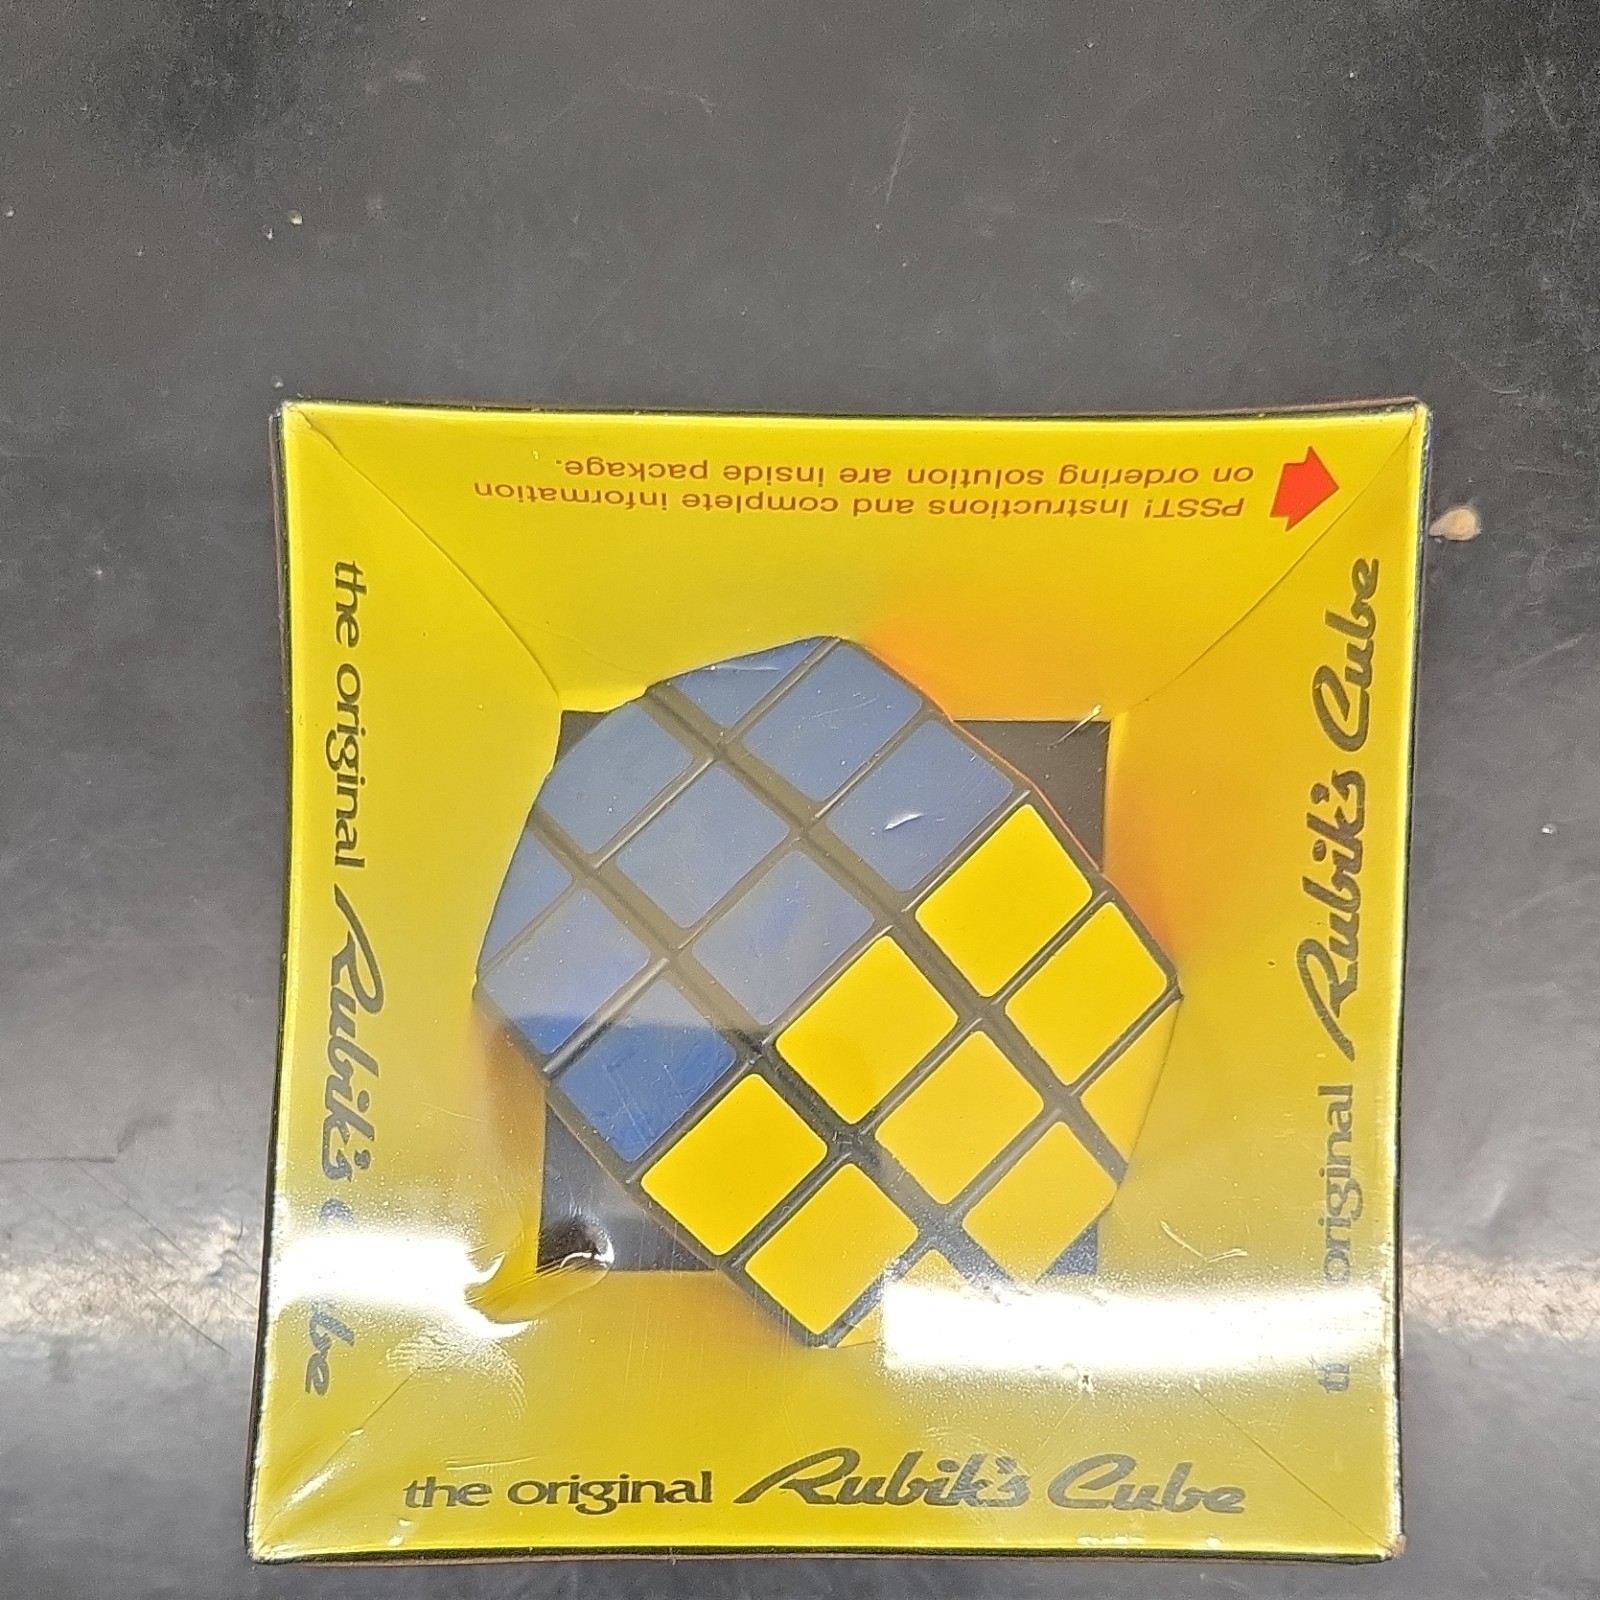 PSST! Instructions and complete information
on ordering solution are inside package.
the original Rubik's Cube
the original Rubik's Cube
the original Rubik's Cube